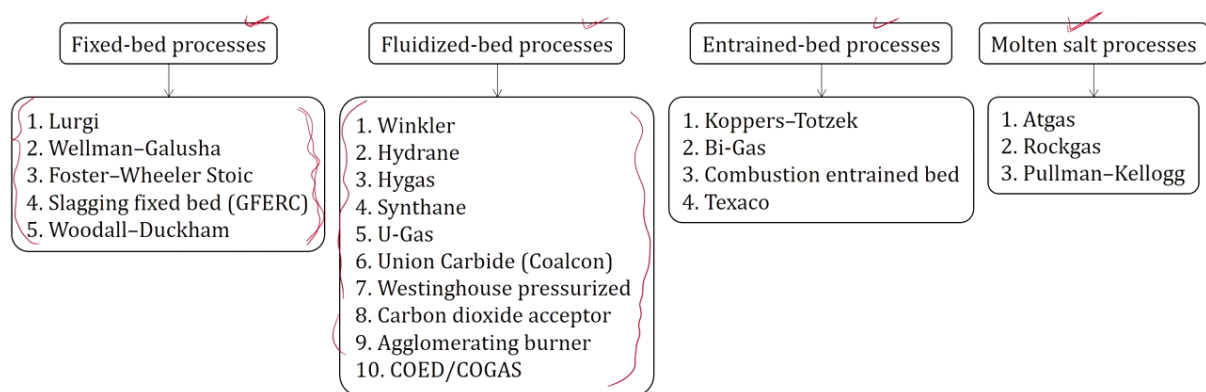 Fixed-bed processes
1. Lurgi
2. Wellman–Galusha
3. Foster–Wheeler Stoic
4. Slagging fixed bed (GFERC)
5. Woodall–Duckham
Fluidized-bed processes
1. Winkler
2. Hydrane
3. Hygas
4. Synthane
5. U-Gas
6. Union Carbide (Coalcon)
7. Westinghouse pressurized
8. Carbon dioxide acceptor
9. Agglomerating burner
10. COED/COGAS
Entrained-bed processes
1. Koppers–Totzek
2. Bi-Gas
3. Combustion entrained bed
4. Texaco
Molten salt processes
1. Atgas
2. Rockgas
3. Pullman–Kellogg